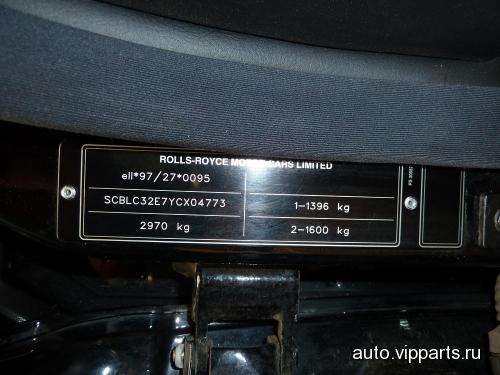 ROLLS-ROYCE MOTOR CARS LIMITED
e11*97/27*0095
SCBLC32E7YCX04773
1-1396 kg
2970 kg
2-1600 kg
auto.vipparts.ru